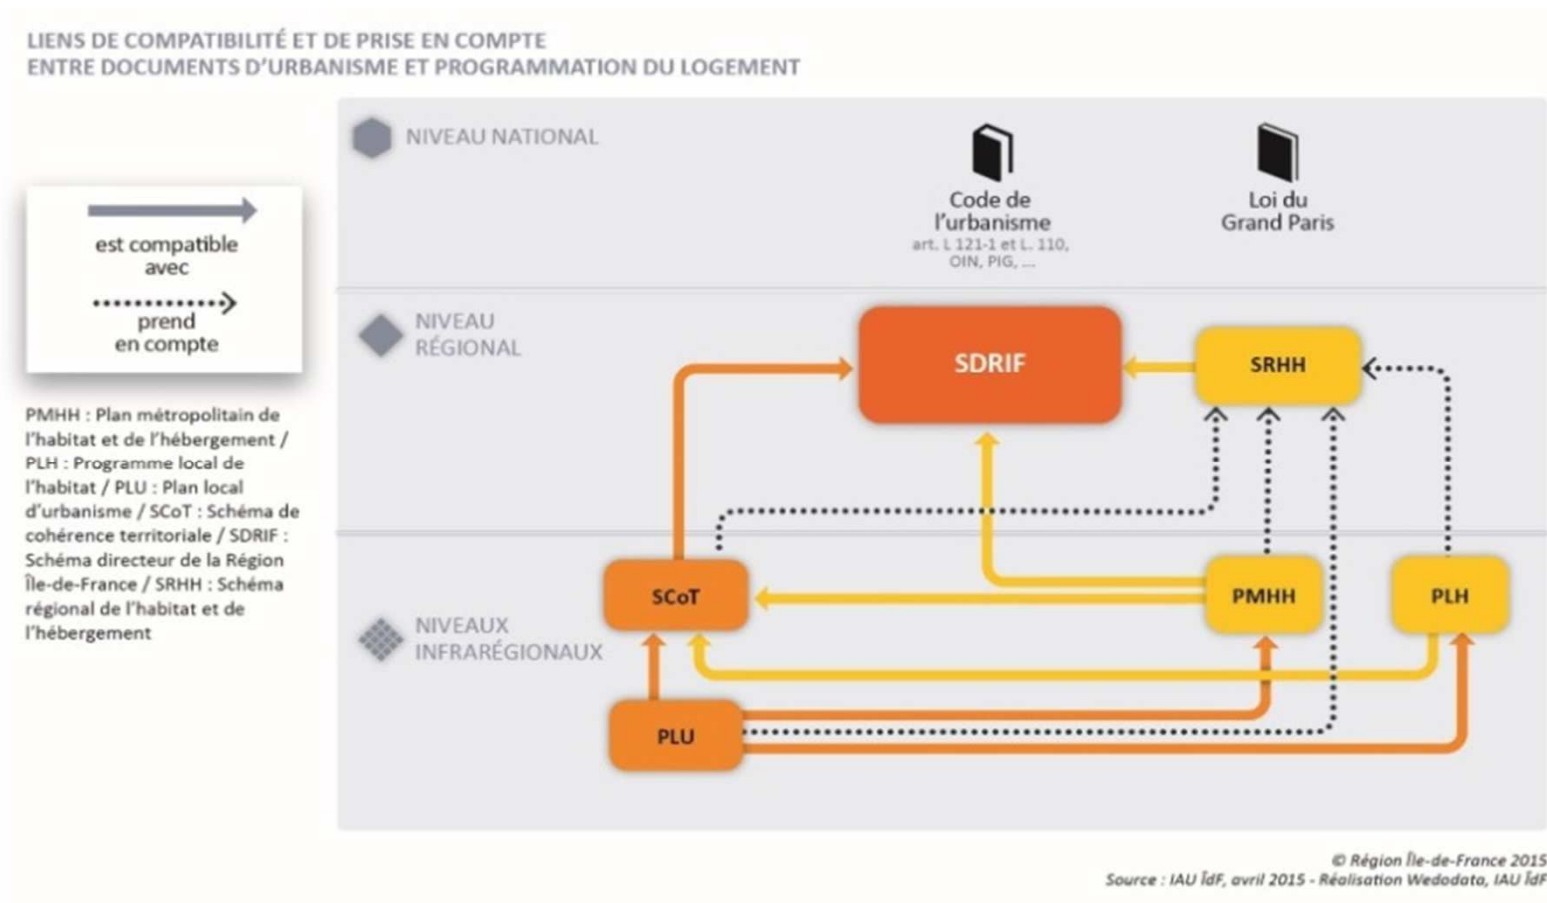 LIENS DE COMPATIBILITÉ ET DE PRISE EN COMPTE
ENTRE DOCUMENTS D'URBANISME ET PROGRAMMATION DU LOGEMENT
NIVEAU NATIONAL
Code de
l'urbanisme
art. L 121-1 et L. 110,
OIN, PIG, ...
Loi du
Grand Paris
est compatible
avec
prend
en compte
NIVEAU
RÉGIONAL
SDRIF
SRHH
PMHH : Plan métropolitain de
l'habitat et de l'hébergement /
PLH : Programme local de
l'habitat / PLU : Plan local
d'urbanisme / SCoT : Schéma de
cohérence territoriale / SDRIF :
Schéma directeur de la Région
Île-de-France / SRHH : Schéma
régional de l'habitat et de
l'hébergement
NIVEAUX
INFRARÉGIONAUX
SCoT
PMHH
PLH
PLU
© Région Île-de-France 2015
Source : IAU ÎdF, avril 2015 - Réalisation Wedodata, IAU ÎdF